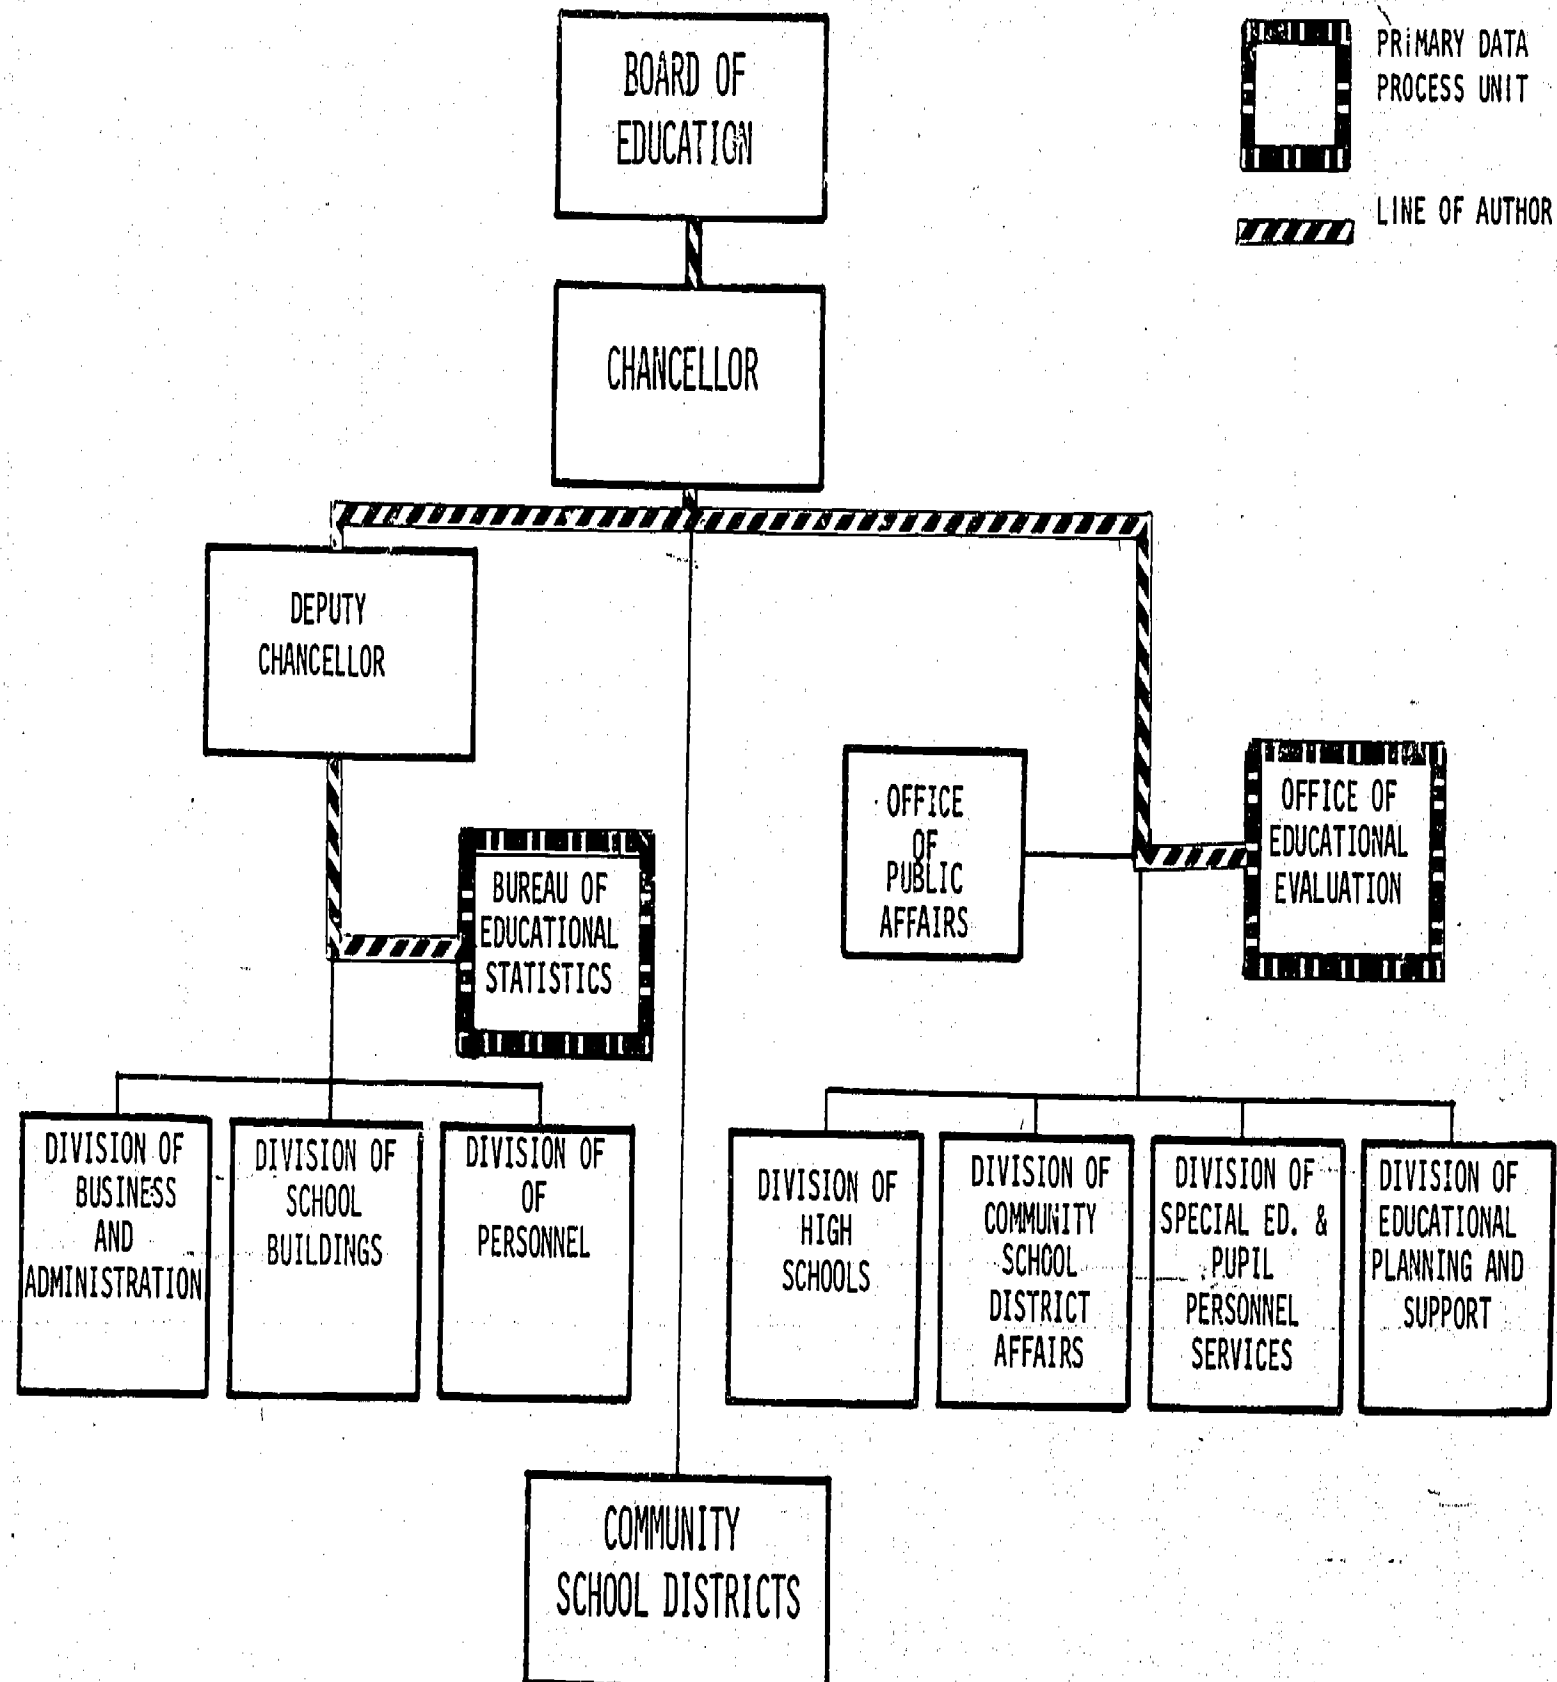 BOARD OF
EDUCATION
PRIMARY DATA
PROCESS UNIT
LINE OF AUTHOR
CHANCELLOR
DEPUTY
CHANCELLOR
OFFICE
OF
PUBLIC
AFFAIRS
OFFICE OF
EDUCATIONAL
EVALUATION
BUREAU OF
EDUCATIONAL
STATISTICS
DIVISION OF
BUSINESS
AND
ADMINISTRATION
DIVISION OF
SCHOOL
BUILDINGS
DIVISION OF
OF
PERSONNEL
DIVISION OF
HIGH
SCHOOLS
DIVISION OF
COMMUNITY
SCHOOL
DISTRICT
AFFAIRS
DIVISION OF
SPECIAL ED. &
PUPIL
PERSONNEL
SERVICES
DIVISION OF
EDUCATIONAL
PLANNING AND
SUPPORT
COMMUNITY
SCHOOL DISTRICTS